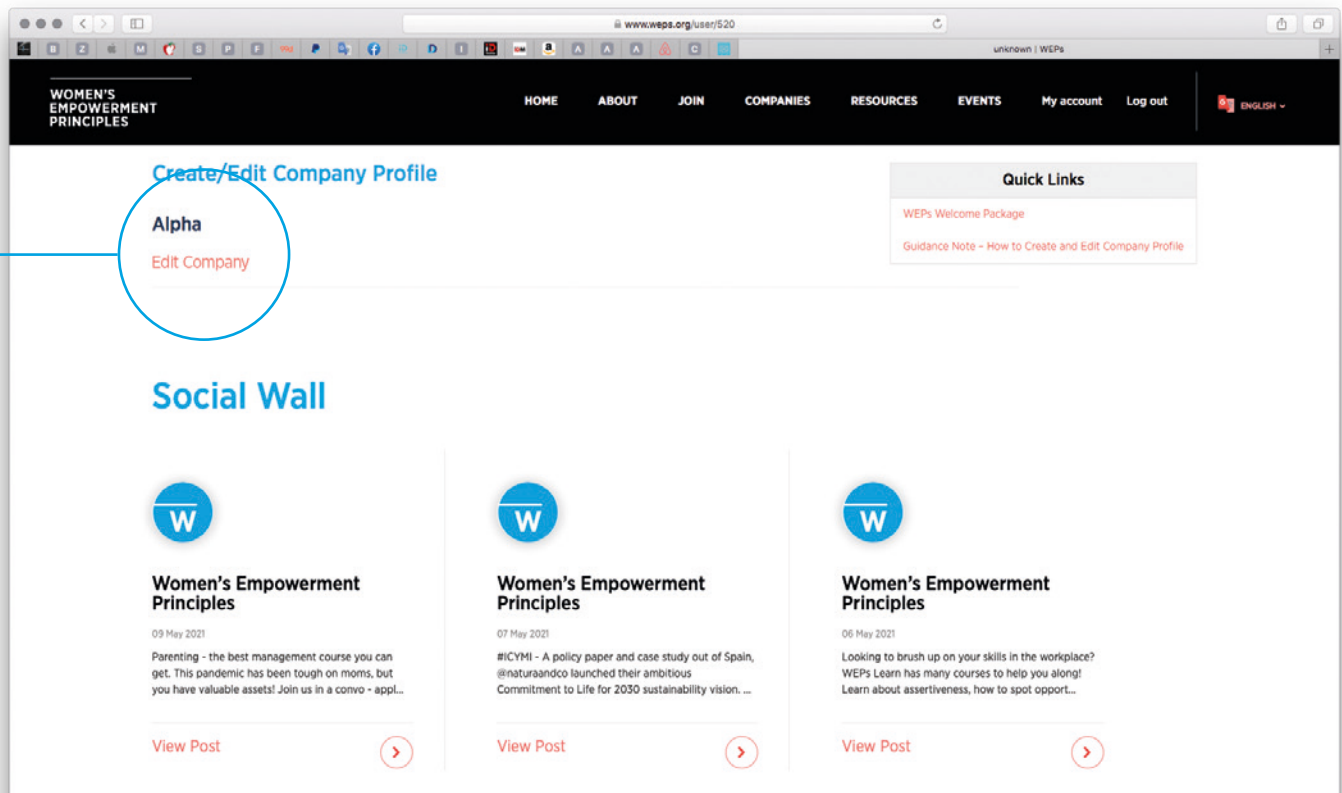 www.weps.org/user/520
B Z M S P F D I a A A A C
unknown | WEPs
WOMEN'S
EMPOWERMENT
PRINCIPLES
HOME ABOUT JOIN COMPANIES RESOURCES EVENTS My account Log out ENGLISH
Create/Edit Company Profile
Alpha
Edit Company
Quick Links
WEPs Welcome Package
Guidance Note – How to Create and Edit Company Profile
Social Wall
W
Women's Empowerment
Principles
09 May 2021
Parenting - the best management course you can
get. This pandemic has been tough on moms, but
you have valuable assets! Join us in a convo - appl...
View Post
W
Women's Empowerment
Principles
07 May 2021
#ICYMI - A policy paper and case study out of Spain,
@naturaandco launched their ambitious
Commitment to Life for 2030 sustainability vision. ...
View Post
W
Women's Empowerment
Principles
06 May 2021
Looking to brush up on your skills in the workplace?
WEPs Learn has many courses to help you along!
Learn about assertiveness, how to spot opport...
View Post